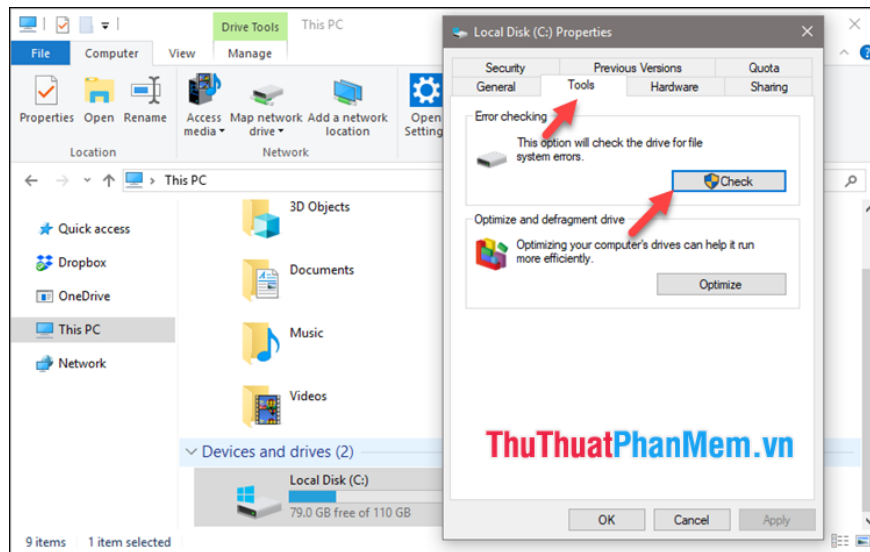 Drive Tools
This PC
File
Computer
View
Manage
Properties
Open
Rename
Access
media
Map network
drive
Add a network
location
Open
Location
Network
This PC
Quick access
Dropbox
OneDrive
This PC
Network
3D Objects
Documents
Music
Videos
Devices and drives (2)
Local Disk (C:)
79.0 GB free of 110 GB
9 items
1 item selected
Local Disk (C:) Properties
Security
Previous Versions
Quota
General
Tools
Hardware
Sharing
Error checking
This option will check the drive for file
system errors.
Check
Optimize and defragment drive
Optimizing your computer's drives can help it run
more efficiently.
Optimize
ThuThuatPhanMem.vn
OK
Cancel
Apply